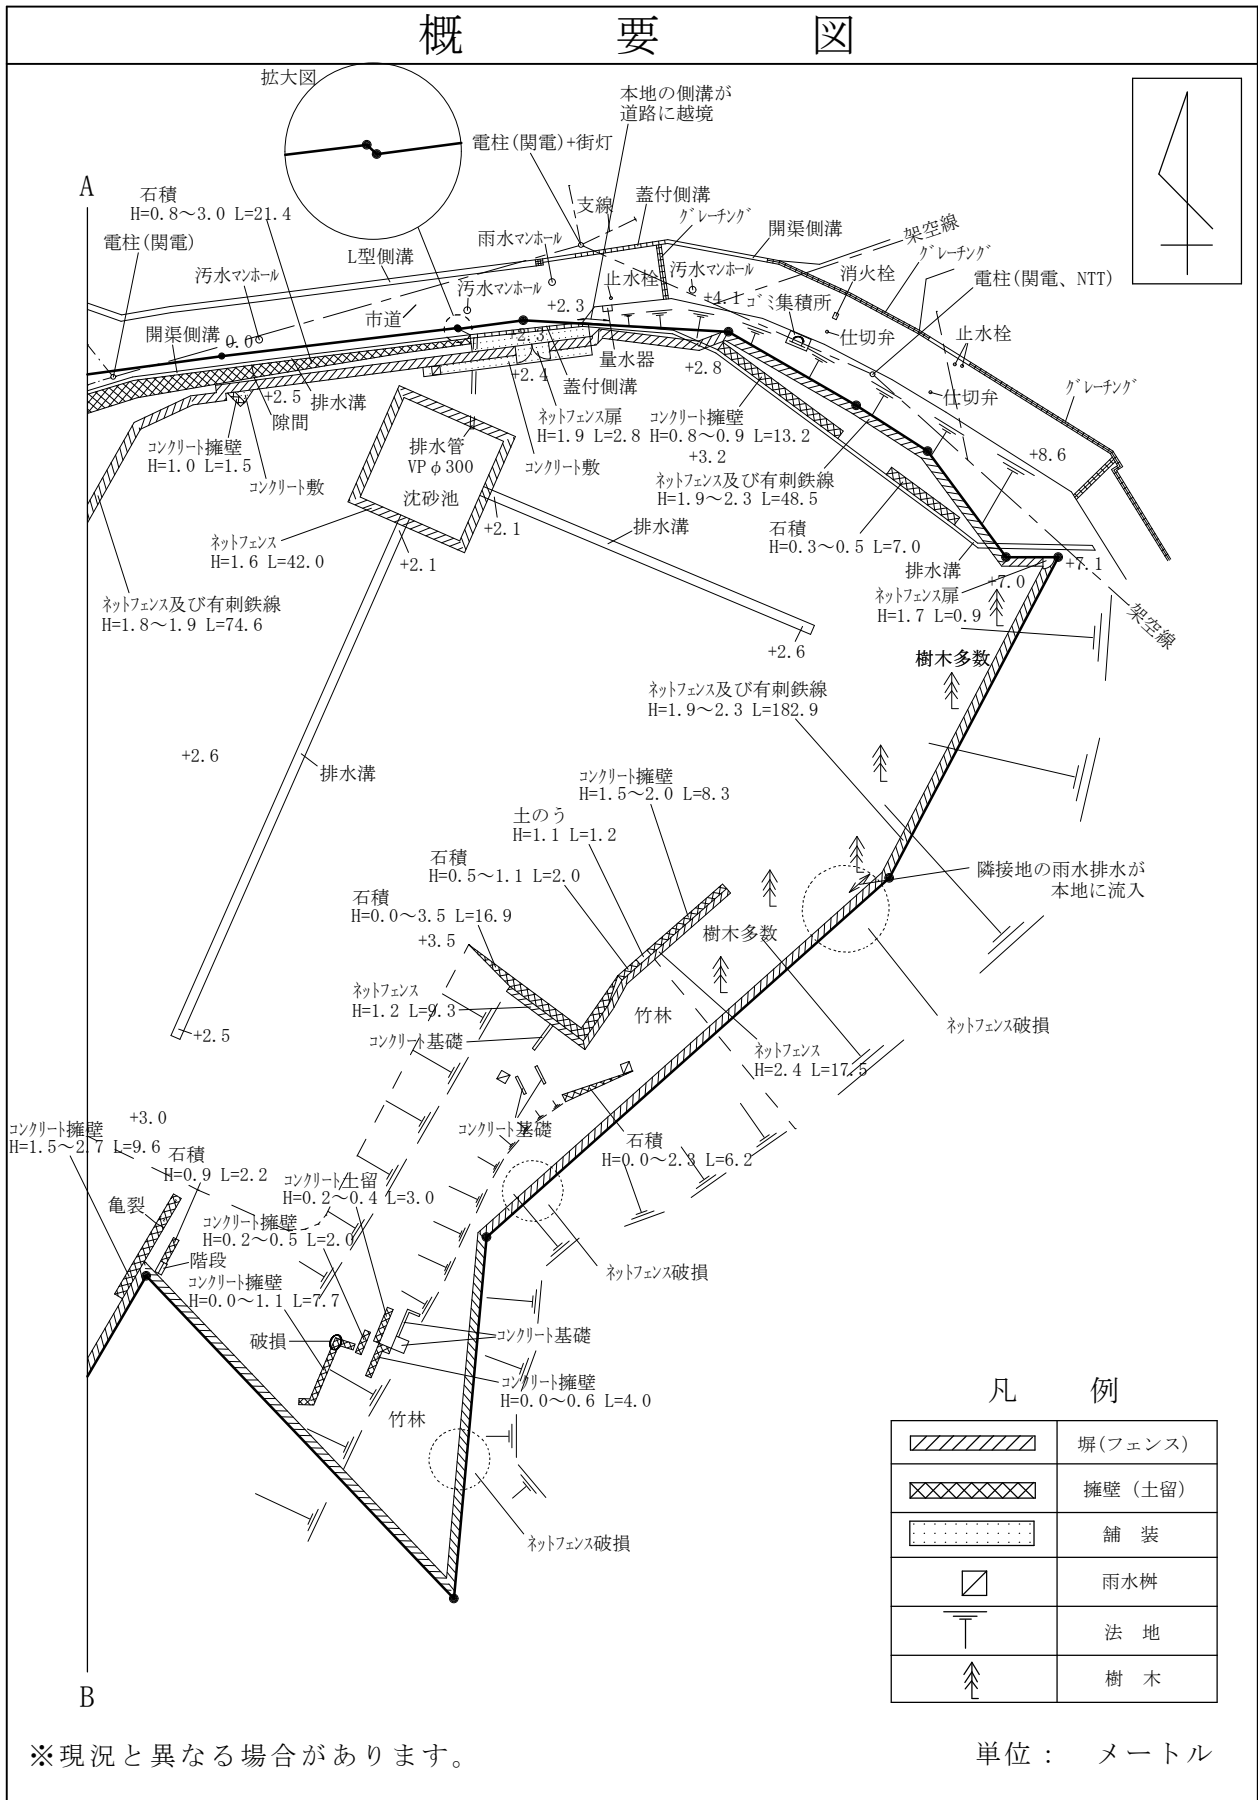 概　要　図
拡大図
本地の側溝が
道路に越境
電柱(関電)+街灯
A
石積
H=0.8～3.0 L=21.4
支線
蓋付側溝
グレーチング
開渠側溝
架空線
グレーチング
電柱(関電)
L型側溝
雨水マンホール
汚水マンホール
汚水マンホール
止水栓
汚水マンホール
消火栓
電柱(関電、NTT)
+4.1
ゴミ集積所
市道
+2.3
開渠側溝
0.0
+2.3
量水器
仕切弁
止水栓
+2.8
+2.4
蓋付側溝
グレーチング
+2.5
排水溝
隙間
仕切弁
コンクリート擁壁
H=1.0 L=1.5
コンクリート敷
排水管
VPφ300
沈砂池
ネットフェンス扉
H=1.9 L=2.8
コンクリート敷
コンクリート擁壁
H=0.8～0.9 L=13.2
+3.2
ネットフェンス及び有刺鉄線
H=1.9～2.3 L=48.5
+8.6
+2.1
+2.1
排水溝
石積
H=0.3～0.5 L=7.0
ネットフェンス
H=1.6 L=42.0
排水溝
+7.0
+7.1
ネットフェンス扉
H=1.7 L=0.9
架空線
ネットフェンス及び有刺鉄線
H=1.8～1.9 L=74.6
+2.6
樹木多数
ネットフェンス及び有刺鉄線
H=1.9～2.3 L=182.9
+2.6
排水溝
コンクリート擁壁
H=1.5～2.0 L=8.3
土のう
H=1.1 L=1.2
石積
H=0.5～1.1 L=2.0
隣接地の雨水排水が
本地に流入
石積
H=0.0～3.5 L=16.9
+3.5
樹木多数
ネットフェンス
H=1.2 L=9.3
竹林
ネットフェンス破損
+2.5
コンクリート基礎
ネットフェンス
H=2.4 L=17.5
+3.0
コンクリート擁壁
H=1.5～2.7 L=9.6
コンクリート基礎
石積
H=0.0～2.3 L=6.2
石積
H=0.9 L=2.2
コンクリート土留
H=0.2～0.4 L=3.0
亀裂
コンクリート擁壁
H=0.2～0.5 L=2.0
階段
ネットフェンス破損
コンクリート擁壁
H=0.0～1.1 L=7.7
破損
コンクリート基礎
コンクリート擁壁
H=0.0～0.6 L=4.0
竹林
ネットフェンス破損
凡　例
塀(フェンス)
擁壁（土留）
舗　装
雨水桝
法　地
樹　木
B
※現況と異なる場合があります。
単位：　メートル